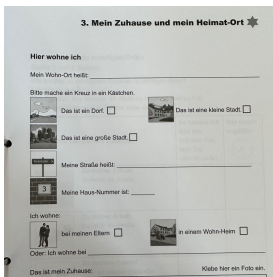 3. Mein Zuhause und mein Heimat-Ort
Hier wohne ich
Mein Wohn-Ort heißt:
Bitte mache ein Kreuz in ein Kästchen.
Das ist ein Dorf.
Das ist eine kleine Stadt.
Das ist eine große Stadt.
Meine Straße heißt:
3
Meine Haus-Nummer ist:
Ich wohne:
bei meinen Eltern
in einem Wohn-Heim
Oder: Ich wohne bei
Das ist mein Zuhause:
Klebe hier ein Foto ein.